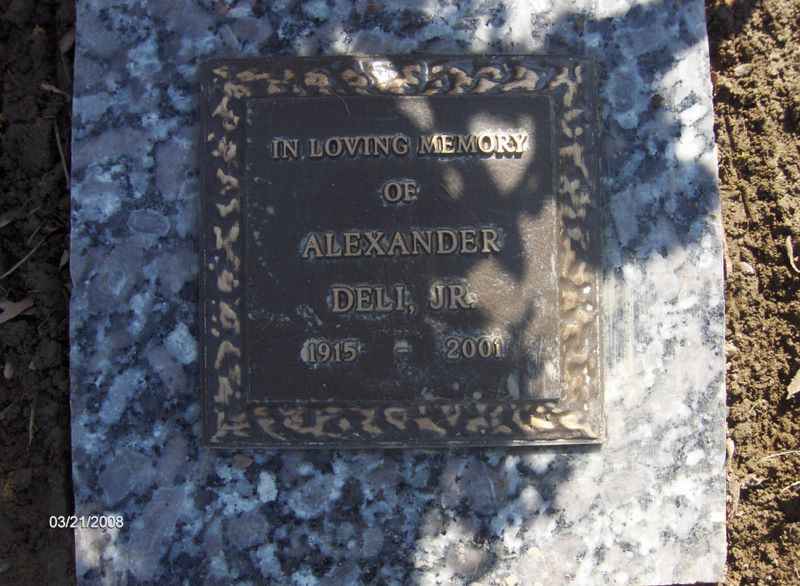 IN LOVING MEMORY
OF
ALEXANDER
DELI, JR.
1915 - 2001
03/21/2008